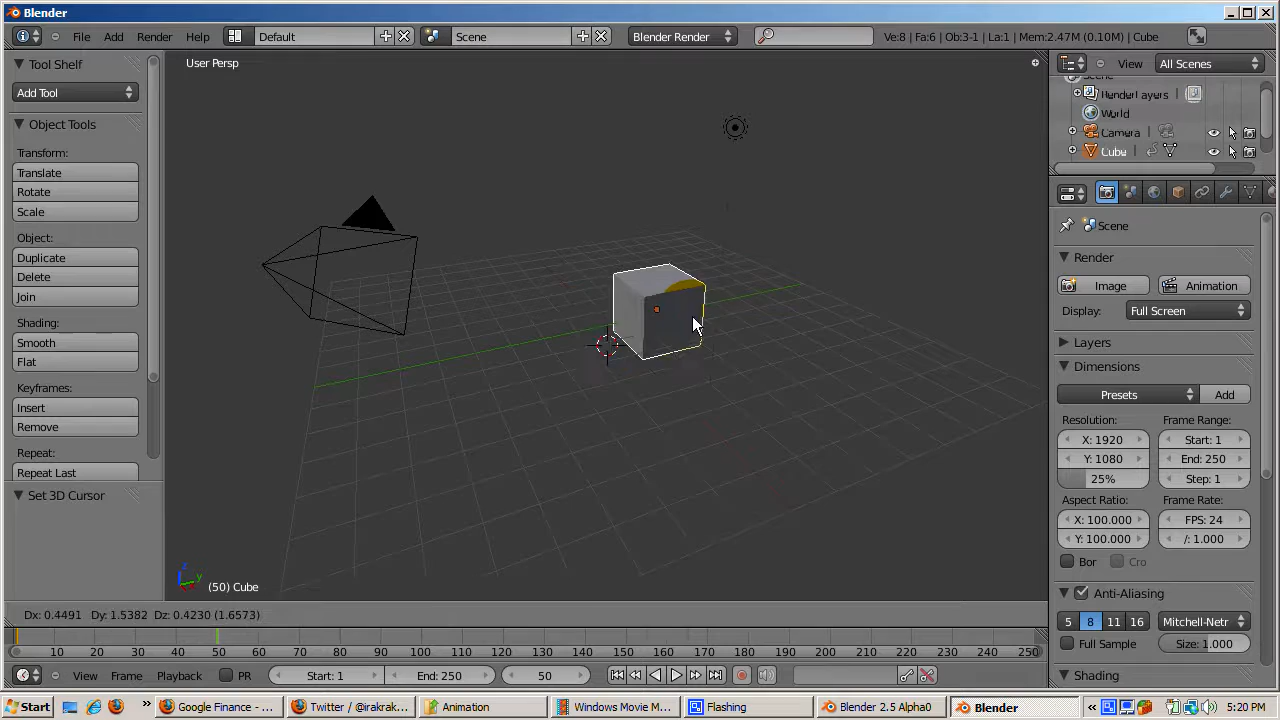 Blender
File Add Render Help Default Scene Blender Render Ve:8 | Fa:6 | Ob:3-1 | La:1 | Mem:2.47M (0.10M) | Cube
Tool Shelf
Add Tool
Object Tools
Transform:
Translate
Rotate
Scale
Object:
Duplicate
Delete
Join
Shading:
Smooth
Flat
Keyframes:
Insert
Remove
Repeat:
Repeat Last
Set 3D Cursor
User Persp
(50) Cube
Dx: 0.4491 Dy: 1.5382 Dz: 0.4230 (1.6573)
View All Scenes
Scene
RenderLayers
World
Camera
Cube
Scene
Render
Image Animation
Display: Full Screen
Layers
Dimensions
Presets Add
Resolution: Frame Range:
X: 1920 Start: 1
Y: 1080 End: 250
25% Step: 1
Aspect Ratio: Frame Rate:
X: 100.000 FPS: 24
Y: 100.000 /: 1.000
Bor Cro
Anti-Aliasing
5 8 11 16 Mitchell-Netr
Full Sample Size: 1.000
Shading
0 10 20 30 40 50 60 70 80 90 100 110 120 130 140 150 160 170 180 190 200 210 220 230 240 250
View Frame Playback PR Start: 1 End: 250 50
Start Google Finance - ... Twitter / @irakrak... Animation Windows Movie M... Flashing Blender 2.5 Alpha0 Blender 5:20 PM